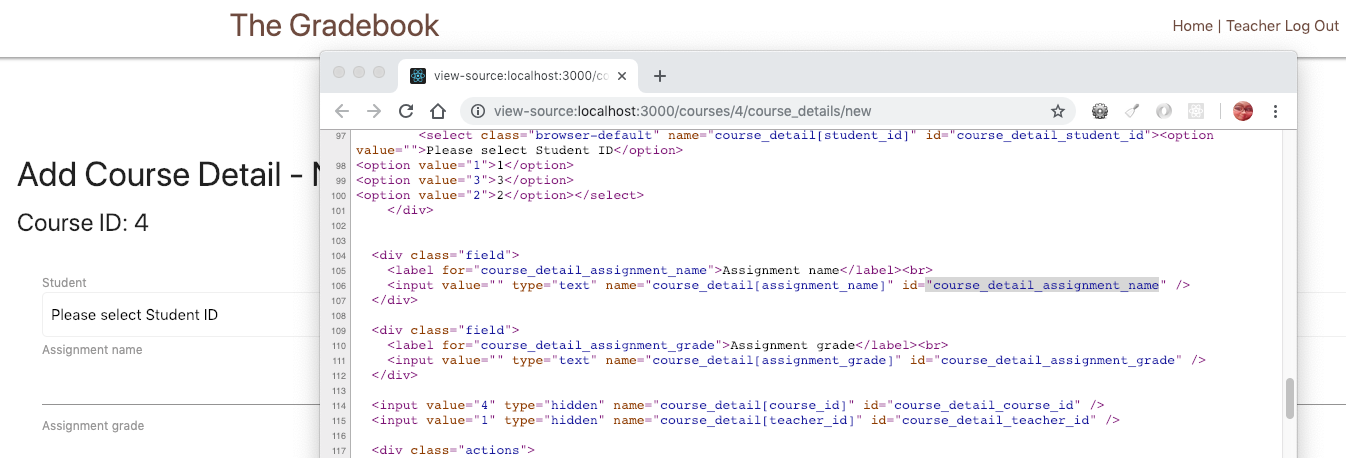 The Gradebook
Home | Teacher Log Out
view-source:localhost:3000/co
view-source:localhost:3000/courses/4/course_details/new
Add Course Detail - 
Course ID: 4
Student
Please select Student ID
Assignment name
Assignment grade
97 <select class="browser-default" name="course_detail[student_id]" id="course_detail_student_id"><option
value="">Please select Student ID</option>
98 <option value="1">1</option>
99 <option value="3">3</option>
100 <option value="2">2</option></select>
101 </div>
102
103
104 <div class="field">
105 <label for="course_detail_assignment_name">Assignment name</label><br>
106 <input value="" type="text" name="course_detail[assignment_name]" id="course_detail_assignment_name" />
107 </div>
108
109 <div class="field">
110 <label for="course_detail_assignment_grade">Assignment grade</label><br>
111 <input value="" type="text" name="course_detail[assignment_grade]" id="course_detail_assignment_grade" />
112 </div>
113
114 <input value="4" type="hidden" name="course_detail[course_id]" id="course_detail_course_id" />
115 <input value="1" type="hidden" name="course_detail[teacher_id]" id="course_detail_teacher_id" />
116
117 <div class="actions">